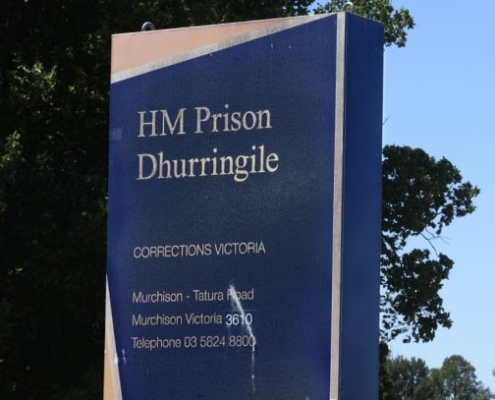 HM Prison
Dhurringile
CORRECTIONS VICTORIA
Murchison - Tatura Road
Murchison Victoria 3610
Telephone 03 5824 8800